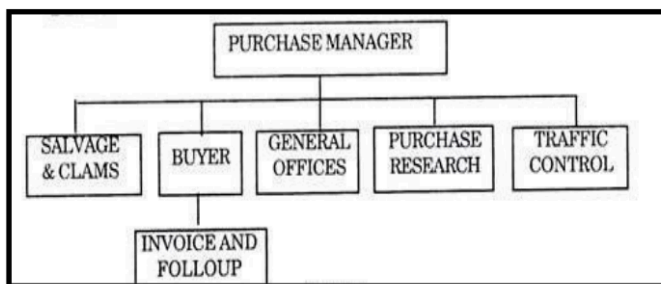 PURCHASE MANAGER
SALVAGE
& CLAMS
BUYER
GENERAL
OFFICES
PURCHASE
RESEARCH
TRAFFIC
CONTROL
INVOICE AND
FOLLOUP